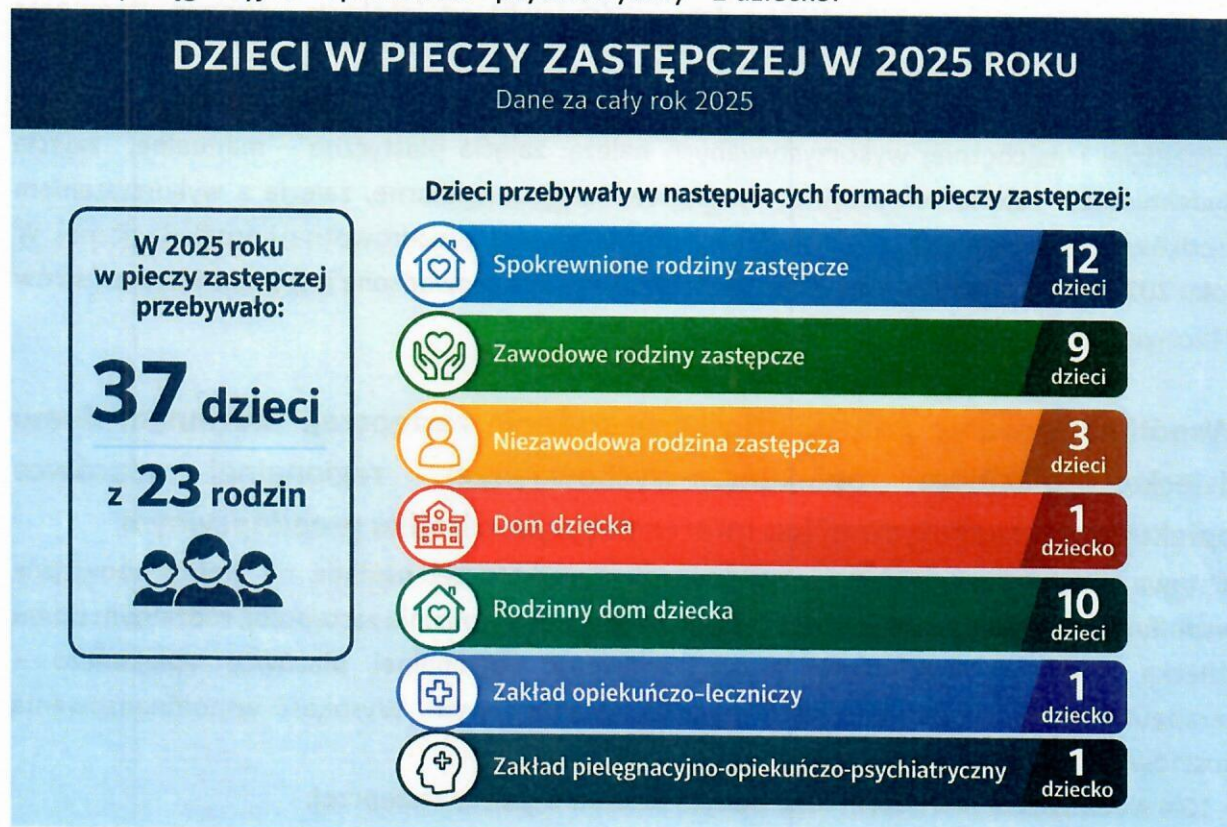 DZIECI W PIECZY ZASTĘPCZEJ W 2025 ROKU
Dane za cały rok 2025
W 2025 roku
w pieczy zastępczej
przebywało:
37 dzieci
z 23 rodzin
Dzieci przebywały w następujących formach pieczy zastępczej:
Spokrewnione rodziny zastępcze
12
dzieci
Zawodowe rodziny zastępcze
9
dzieci
Niezawodowa rodzina zastępcza
3
dzieci
Dom dziecka
1
dziecko
Rodzinny dom dziecka
10
dzieci
Zakład opiekuńczo-leczniczy
1
dziecko
Zakład pielęgnacyjno-opiekuńczo-psychiatryczny
1
dziecko